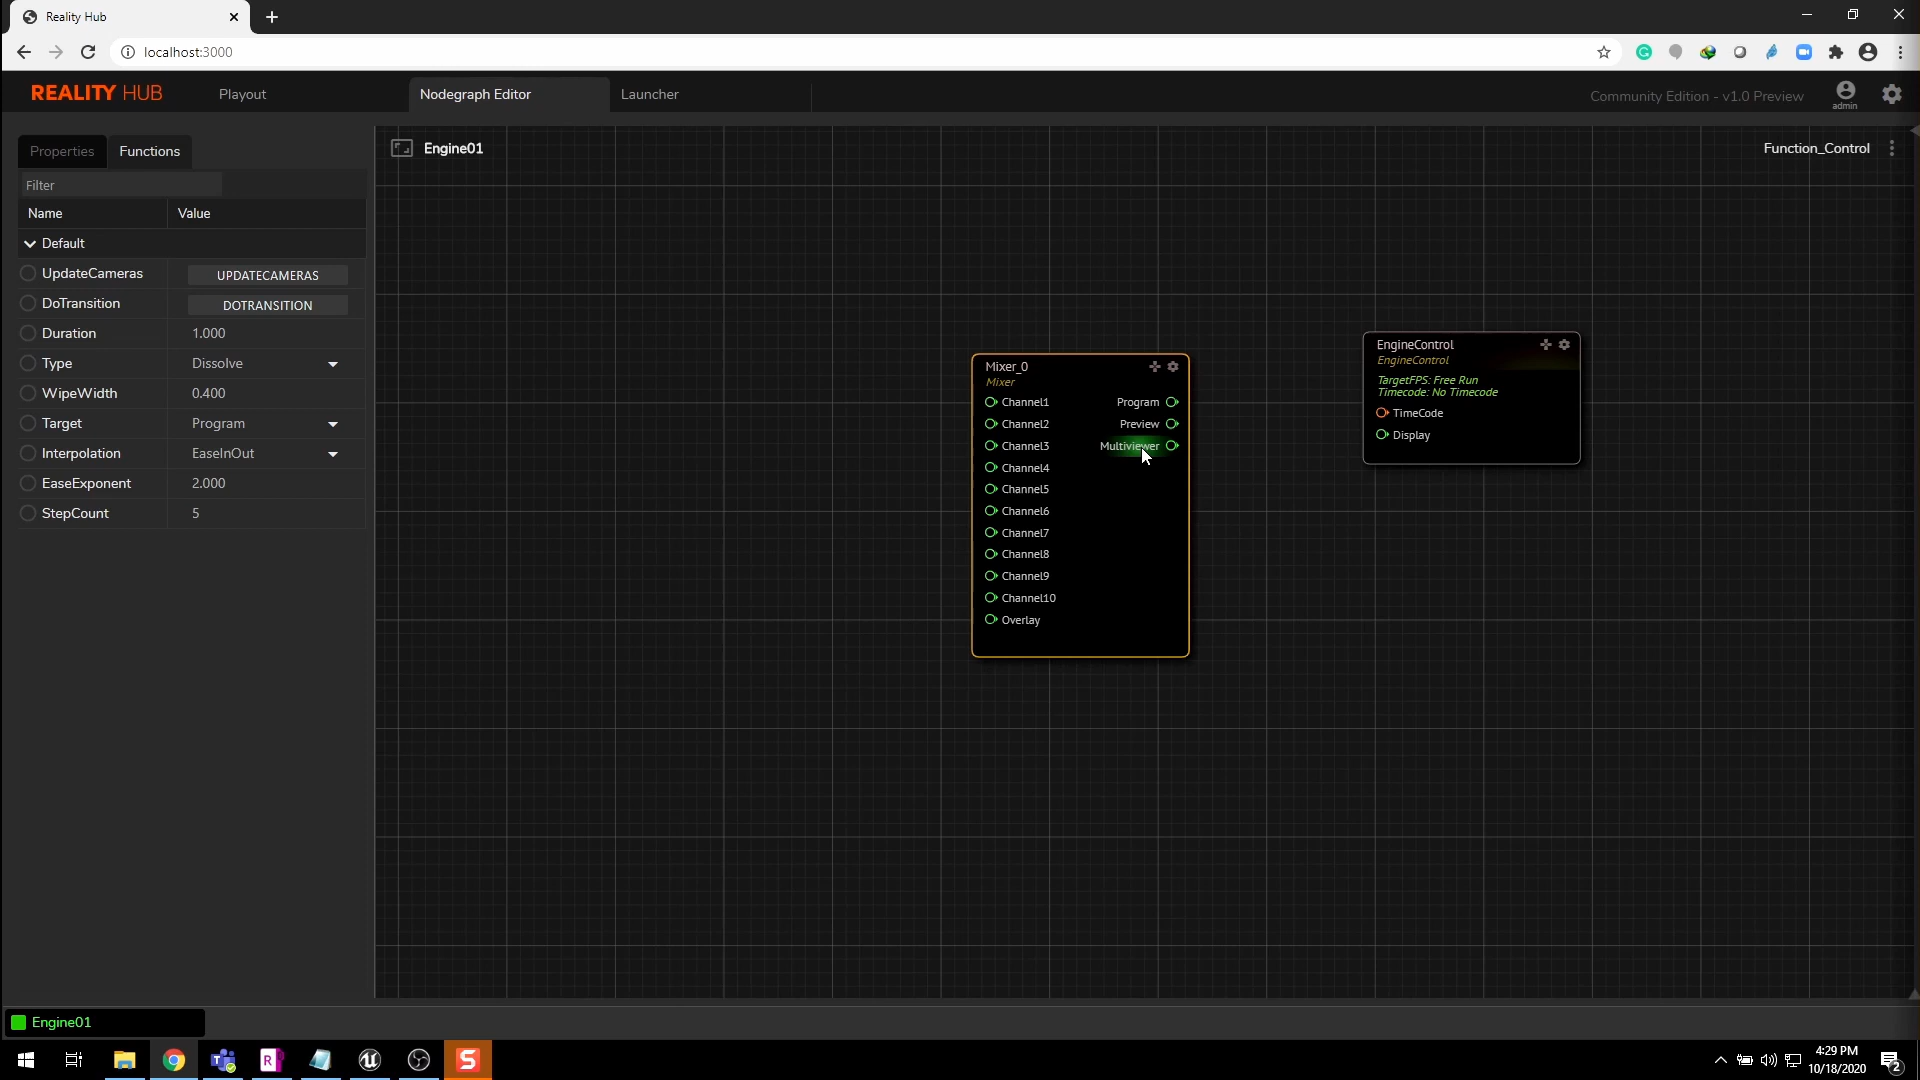 Reality Hub
localhost:3000
REALITY HUB
Playout
Nodegraph Editor
Launcher
Community Edition - v1.0 Preview
admin
Properties
Functions
Filter
Name
Value
Default
UpdateCameras
UPDATECAMERAS
DoTransition
DOTRANSITION
Duration
1.000
Type
Dissolve
WipeWidth
0.400
Target
Program
Interpolation
EaseInOut
EaseExponent
2.000
StepCount
5
Engine01
Function_Control
Mixer_0
Mixer
Channel1
Program
Channel2
Preview
Channel3
Multiviewer
Channel4
Channel5
Channel6
Channel7
Channel8
Channel9
Channel10
Overlay
EngineControl
EngineControl
TargetFPS: Free Run
Timecode: No Timecode
TimeCode
Display
Engine01
4:29 PM
10/18/2020
2